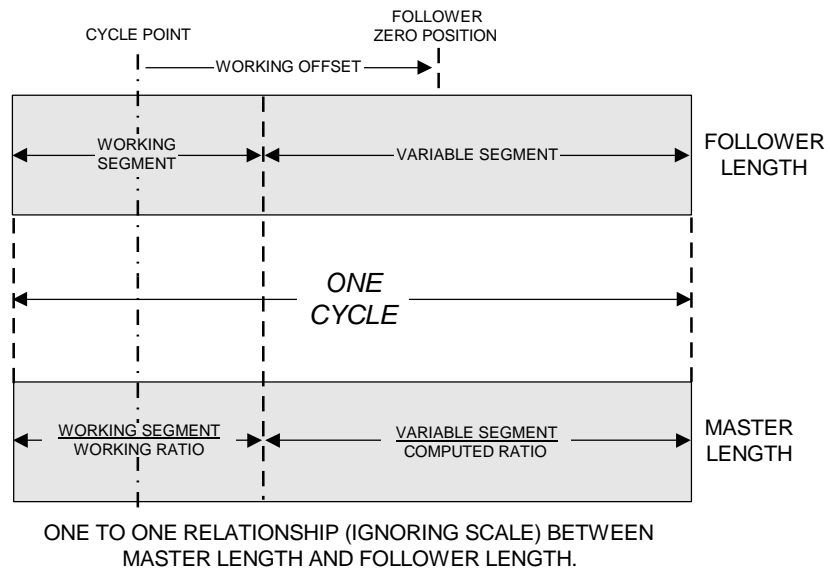 FOLLOWER
ZERO POSITION
CYCLE POINT
WORKING OFFSET
WORKING
SEGMENT
VARIABLE SEGMENT
FOLLOWER
LENGTH
ONE
CYCLE
WORKING SEGMENT
WORKING RATIO
VARIABLE SEGMENT
COMPUTED RATIO
MASTER
LENGTH
ONE TO ONE RELATIONSHIP (IGNORING SCALE) BETWEEN
MASTER LENGTH AND FOLLOWER LENGTH.